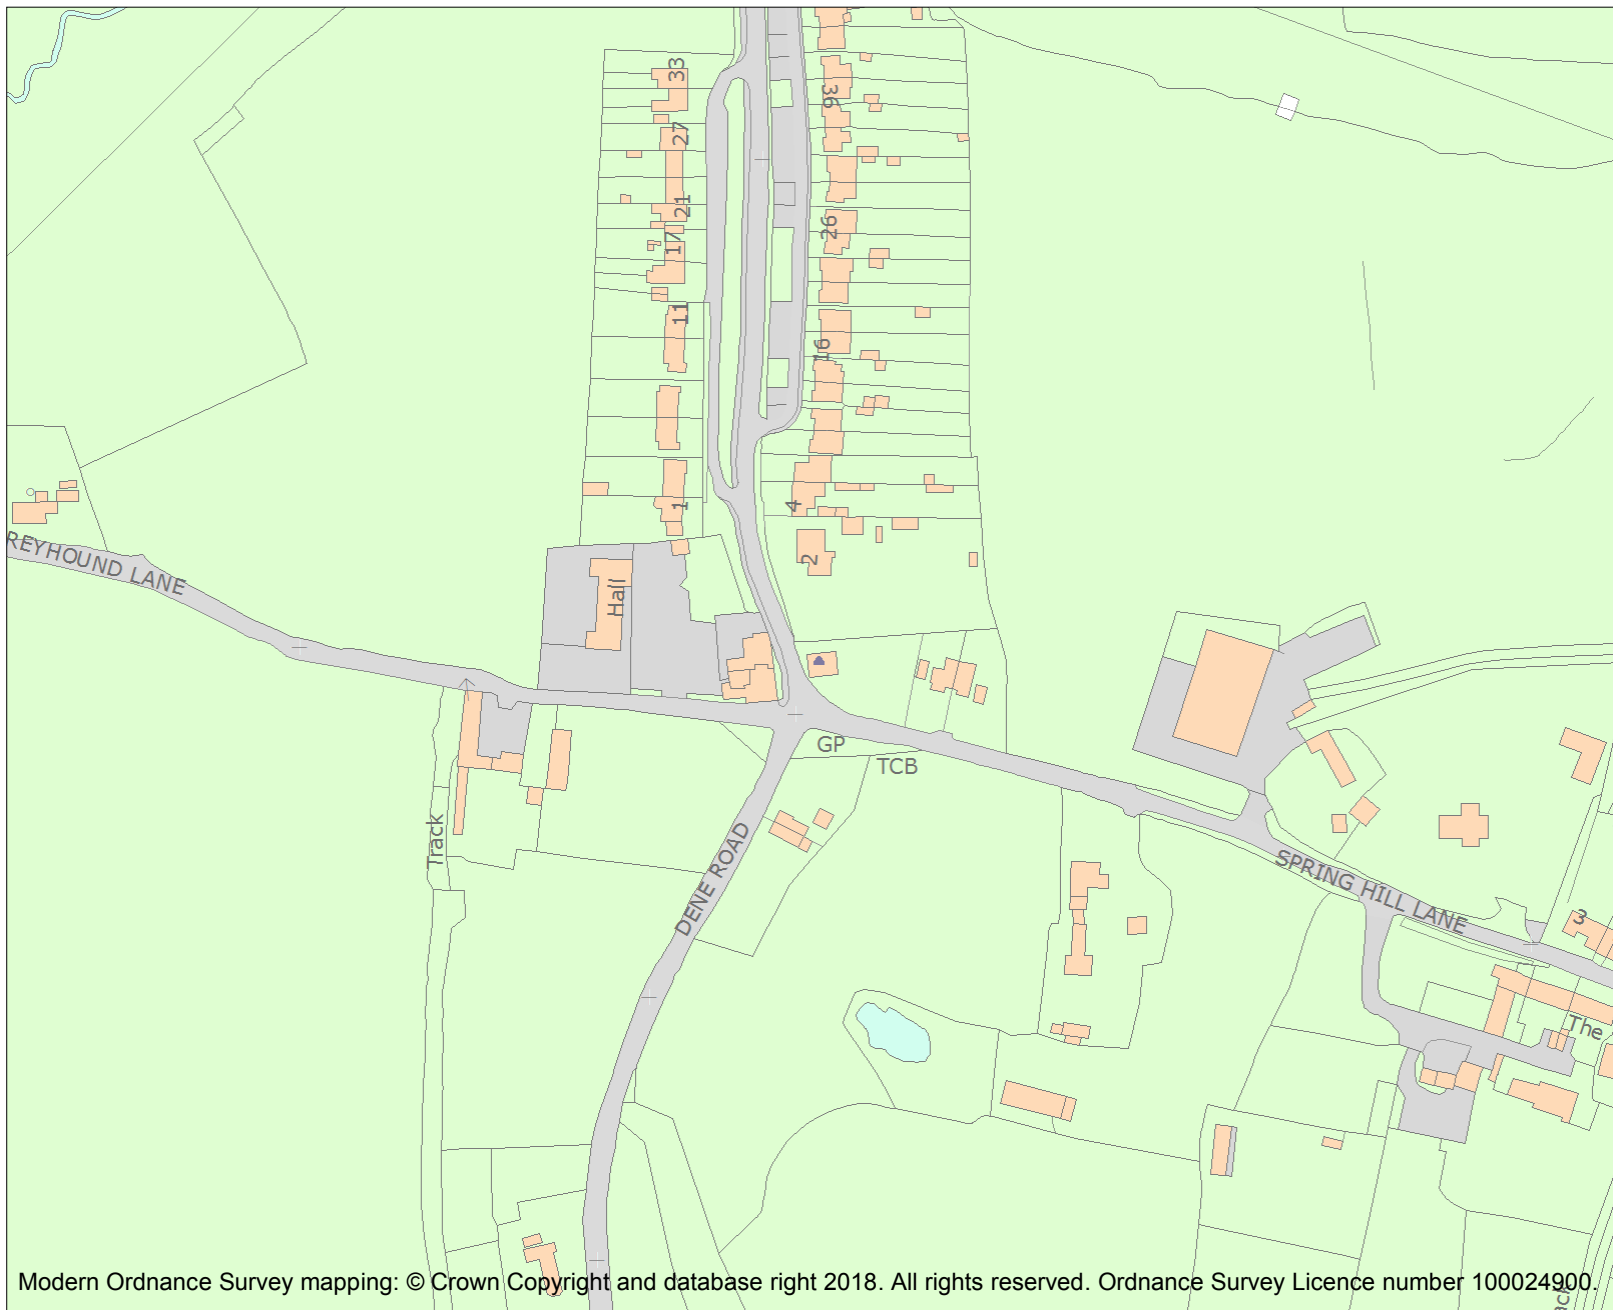 33
36
27
21
26
17
11
16
1
4
REYHOUND LANE
2
Hall
GP
TCB
Track
DENE ROAD
SPRING HILL LANE
3
The
Modern Ordnance Survey mapping: © Crown Copyright and database right 2018. All rights reserved. Ordnance Survey Licence number 100024900.